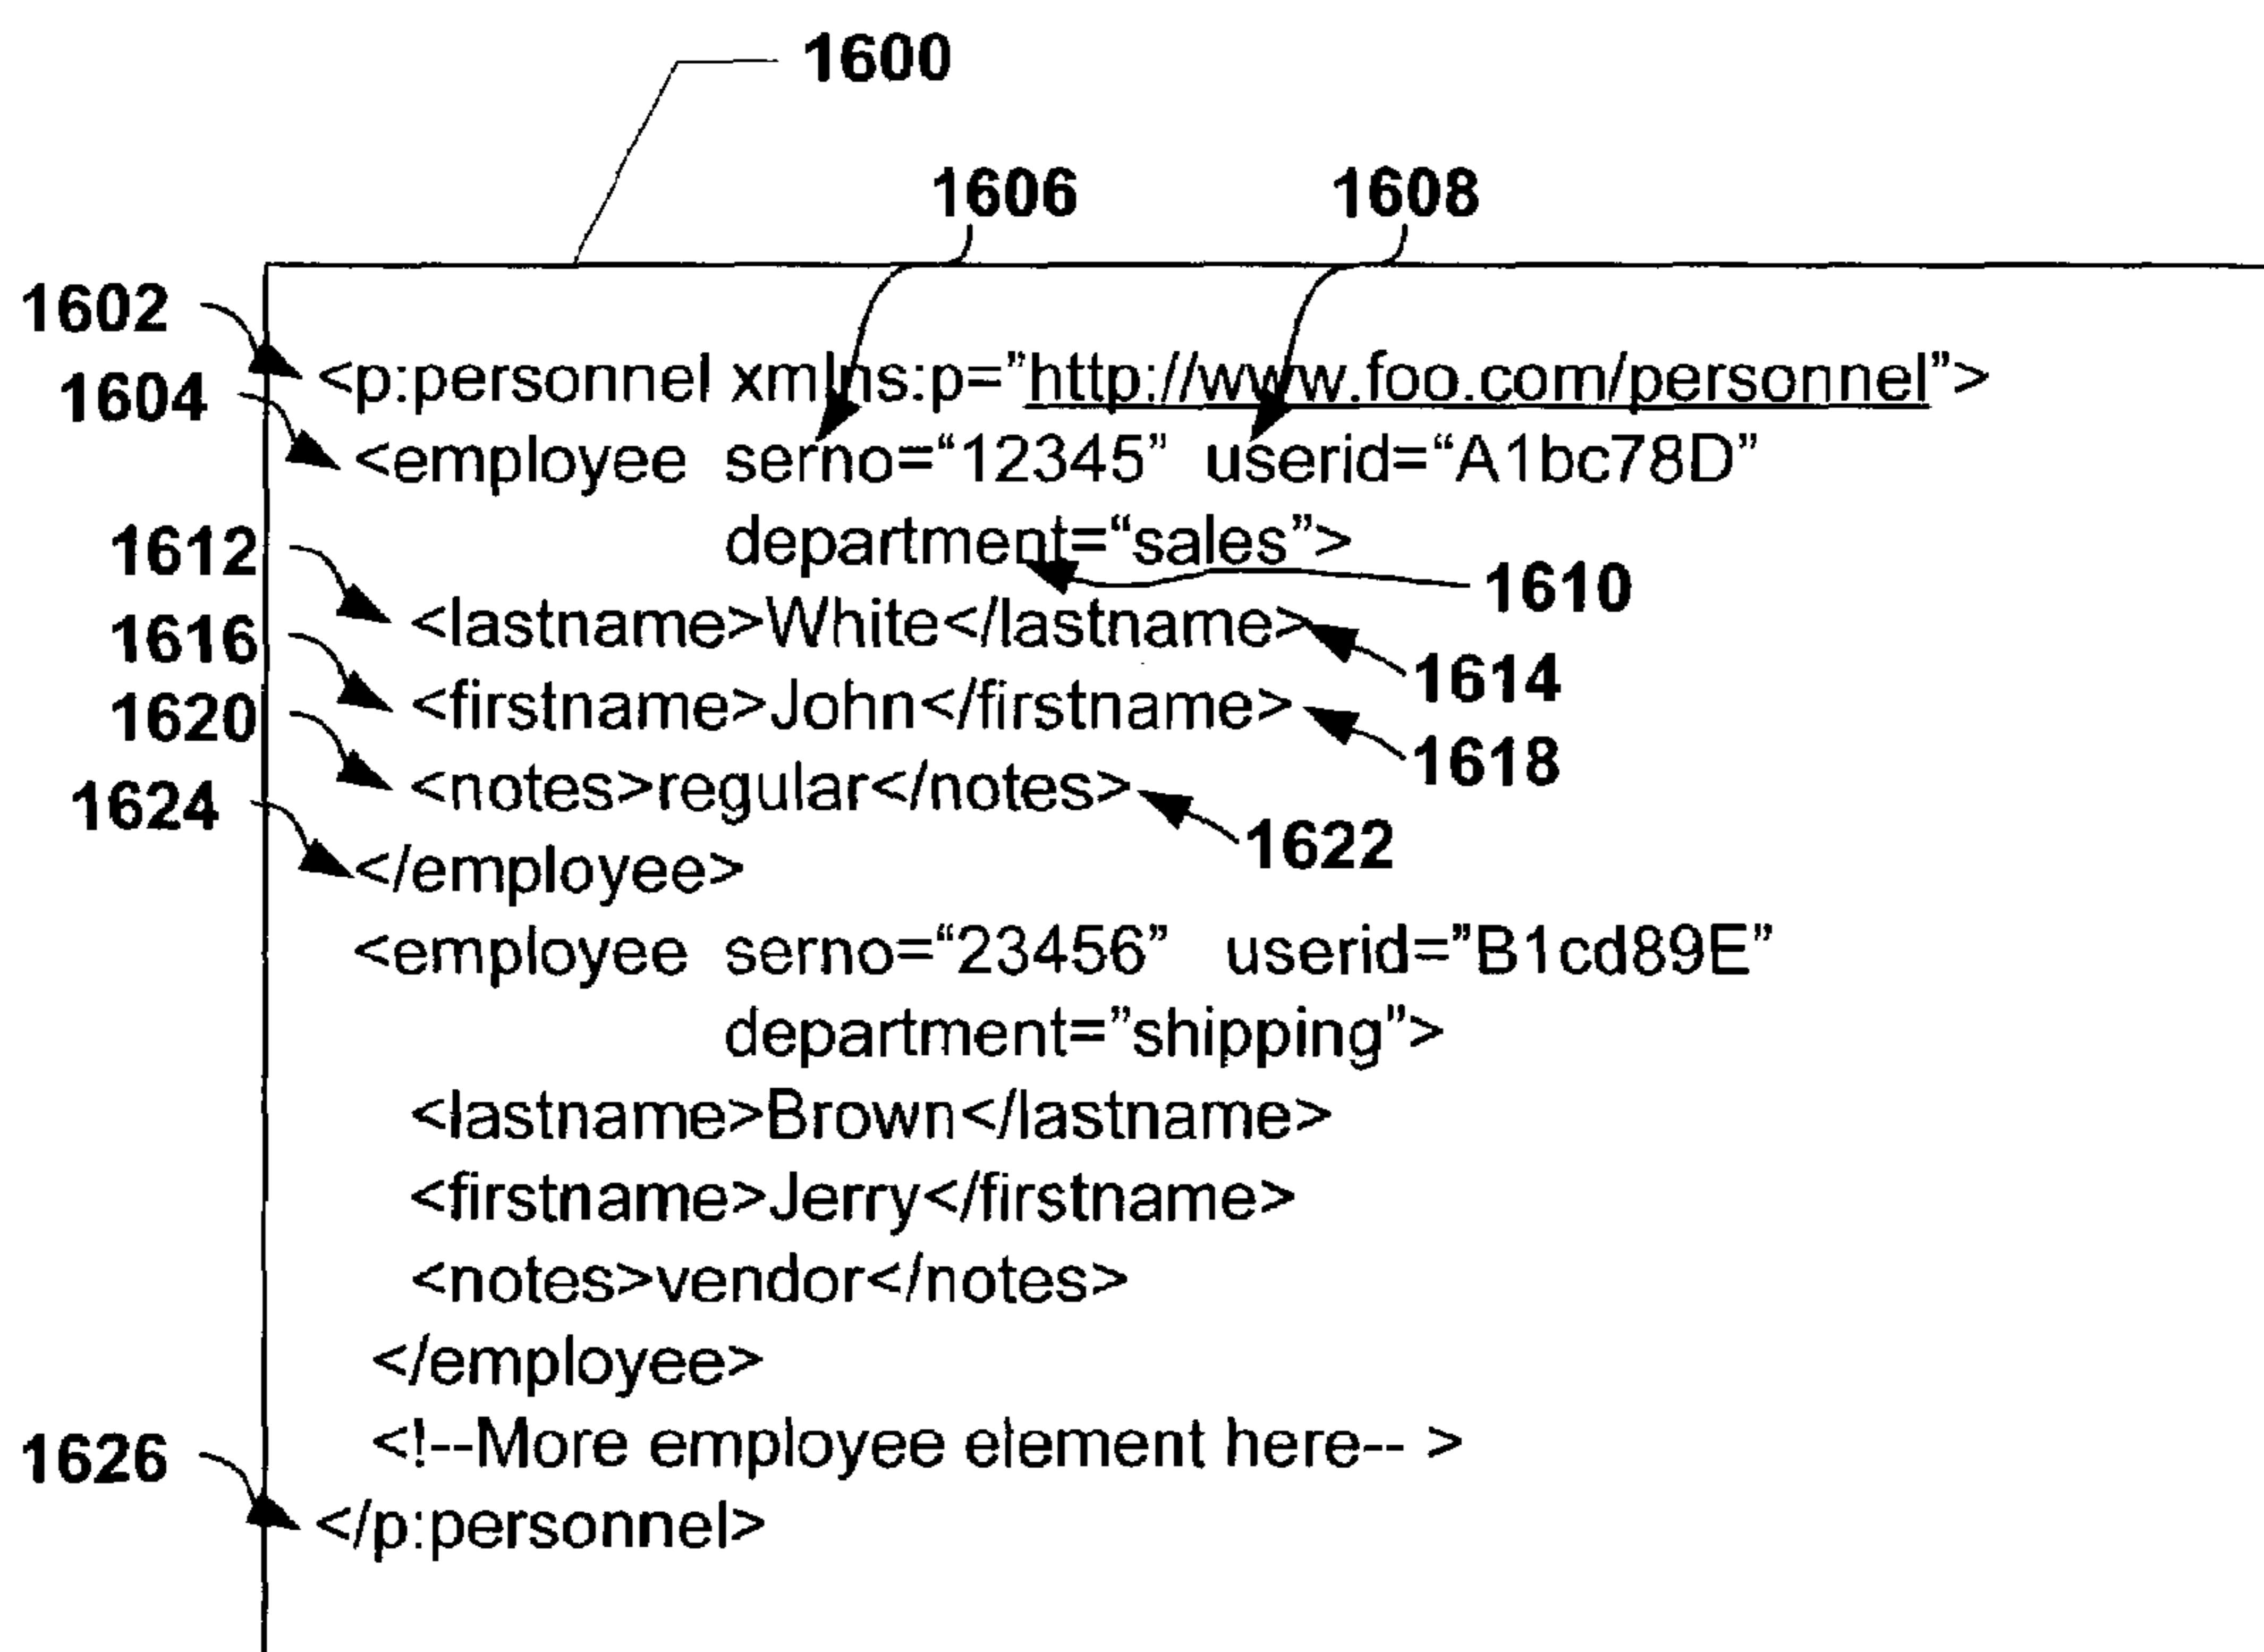 1600
1606 1608
1602
<p:personnel xmlns:p=”http://www.foo.com/personnel”>
1604
<employee serno=“12345” userid=“A1bc78D”
department=“sales”>
1612
1610
<lastname>White</lastname>
1616
1614
<firstname>John</firstname>
1620
1618
<notes>regular</notes>
1624
1622
</employee>
<employee serno=“23456” userid=”B1cd89E”
department=”shipping">
<lastname>Brown</lastname>
<firstname>Jerry</firstname>
<notes>vendor</notes>
</employee>
<!--More employee element here-- >
1626
</p:personnel>